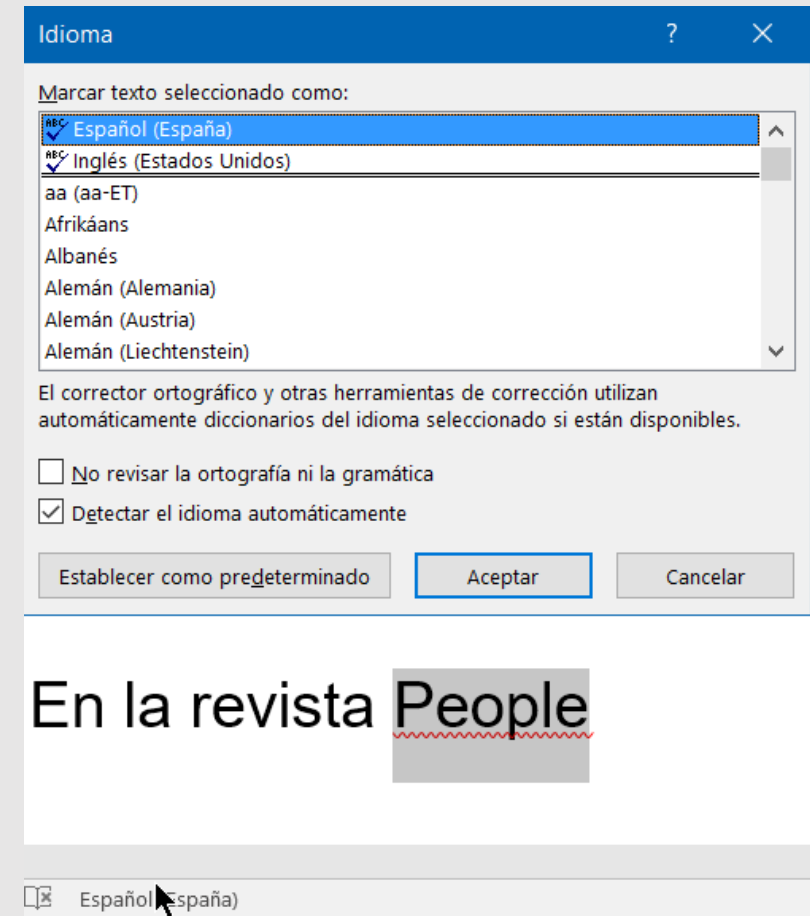 Idioma
Marcar texto seleccionado como:
Español (España)
Inglés (Estados Unidos)
aa (aa-ET)
Afrikáans
Albanés
Alemán (Alemania)
Alemán (Austria)
Alemán (Liechtenstein)
El corrector ortográfico y otras herramientas de corrección utilizan
automáticamente diccionarios del idioma seleccionado si están disponibles.
No revisar la ortografía ni la gramática
Detectar el idioma automáticamente
Establecer como predeterminado Aceptar Cancelar
En la revista People
Español (España)